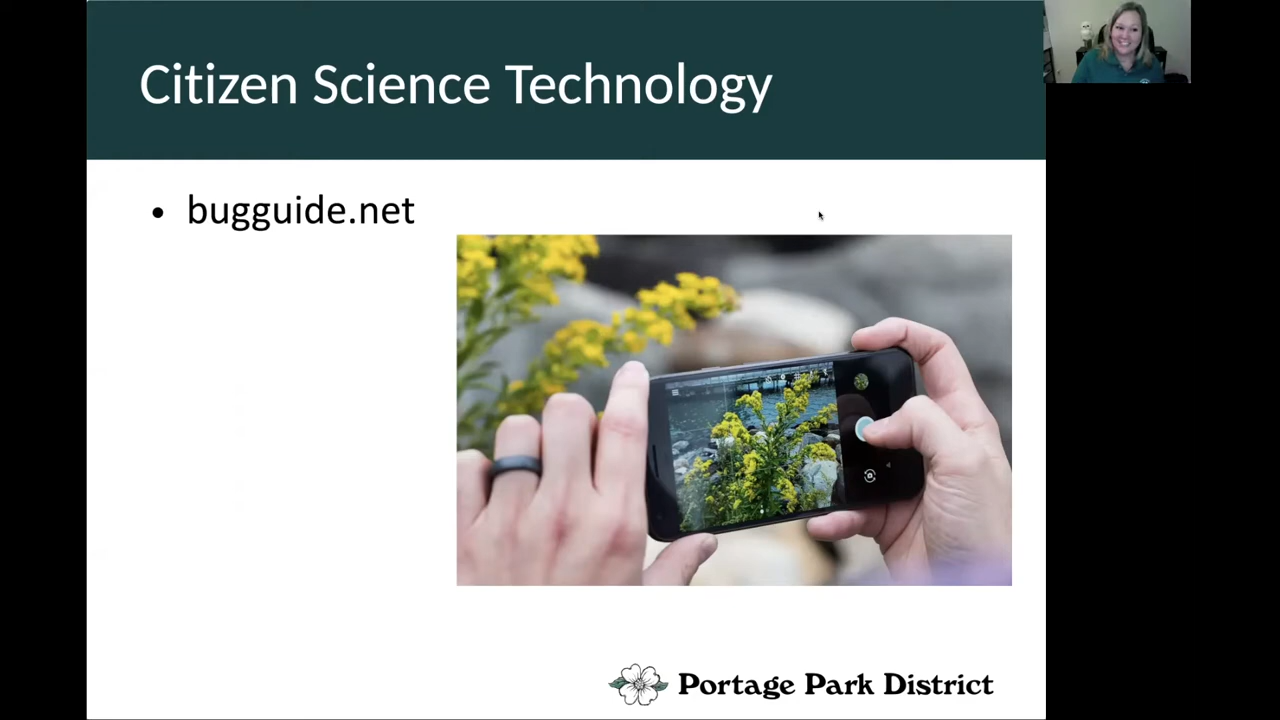 Citizen Science Technology
• bugguide.net
Portage Park District